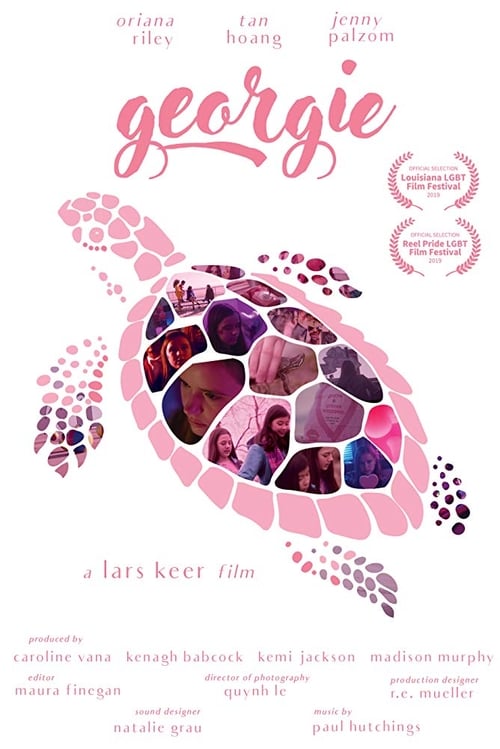 oriana tan jenny
riley hoang palzom
georgie
OFFICIAL SELECTION
Louisiana LGBT
Film Festival
2019
OFFICIAL SELECTION
Reel Pride LGBT
Film Festival
2019
a lars keer film
produced by
caroline vana kenagh babcock kemi jackson madison murphy
editor director of photography production designer
maura finegan quynh le r.e. mueller
sound designer music by
natalie grau paul hutchings